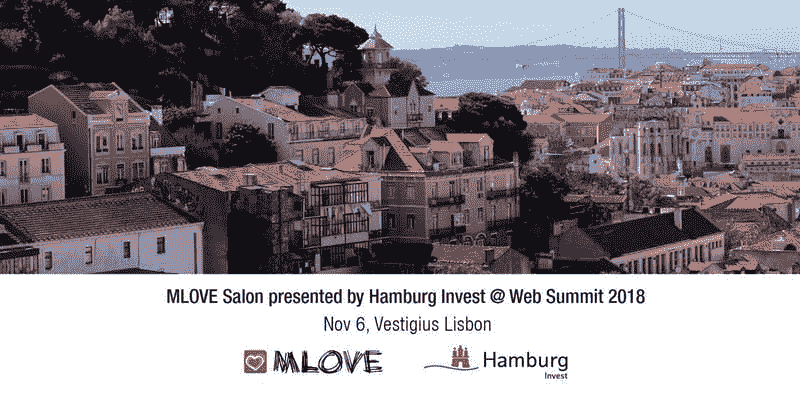 MLOVE Salon presented by Hamburg Invest @ Web Summit 2018
Nov 6, Vestigius Lisbon
MLOVE
Hamburg
Invest